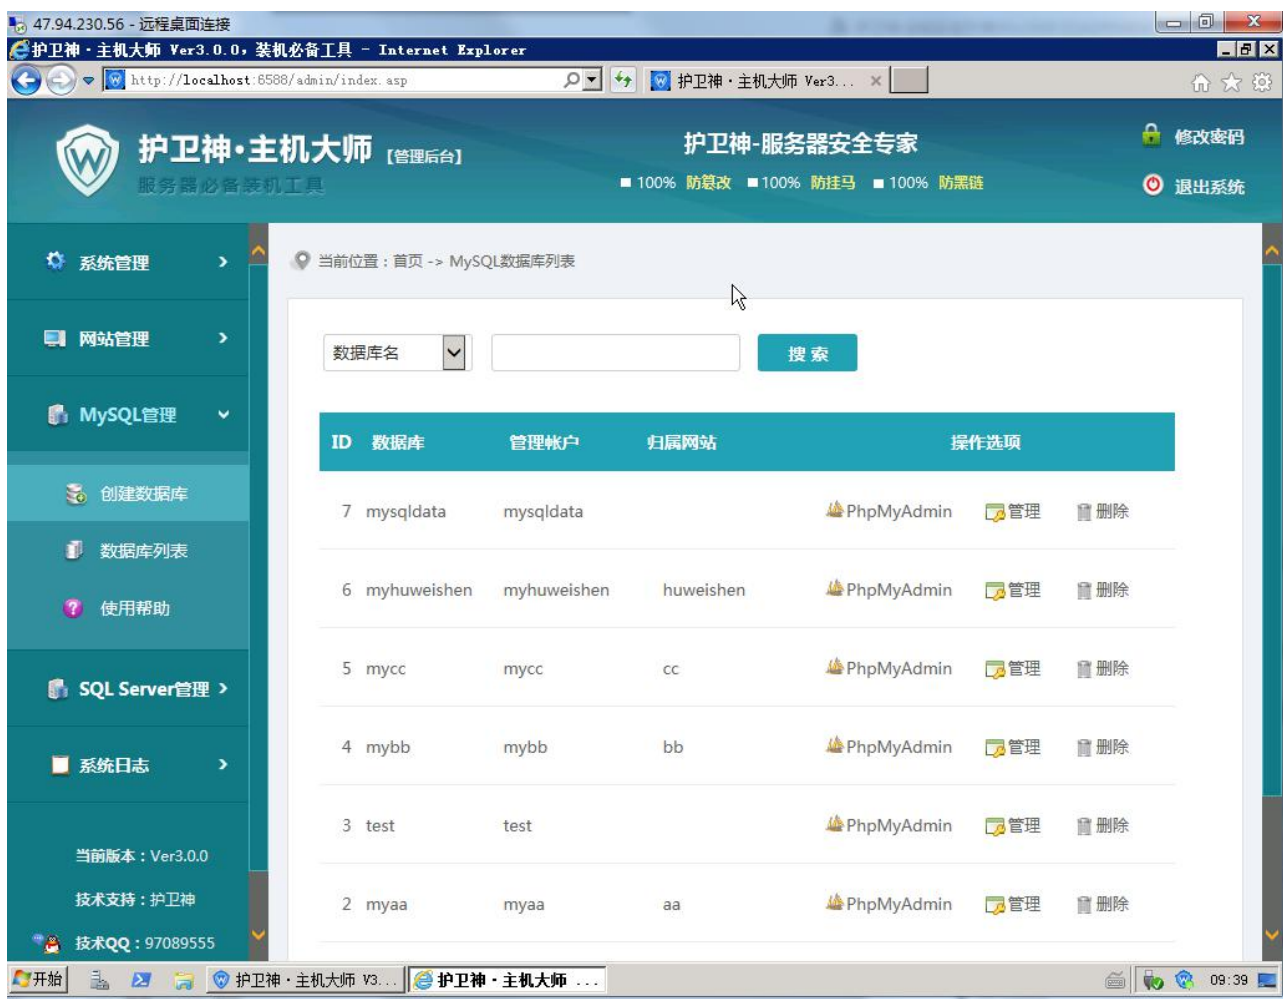 47.94.230.56 - 远程桌面连接
护卫神·主机大师 Ver3.0.0，装机必备工具 - Internet Explorer
http://localhost:6588/admin/index.asp 护卫神·主机大师 Ver3...
护卫神·主机大师 [管理后台]
服务器必备装机工具
护卫神-服务器安全专家
100% 防篡改 100% 防挂马 100% 防黑链
修改密码
退出系统
系统管理
网站管理
MySQL管理
创建数据库
数据库列表
使用帮助
SQL Server管理
系统日志
当前版本：Ver3.0.0
技术支持：护卫神
技术QQ：97089555
当前位置：首页 -> MySQL数据库列表
数据库名 搜 索
ID 数据库 管理帐户 归属网站 操作选项
7 mysqldata mysqldata PhpMyAdmin 管理 删除
6 myhuweishen myhuweishen huweishen PhpMyAdmin 管理 删除
5 mycc mycc cc PhpMyAdmin 管理 删除
4 mybb mybb bb PhpMyAdmin 管理 删除
3 test test PhpMyAdmin 管理 删除
2 myaa myaa aa PhpMyAdmin 管理 删除
开始 护卫神·主机大师 V3... 护卫神·主机大师 ... 09:39